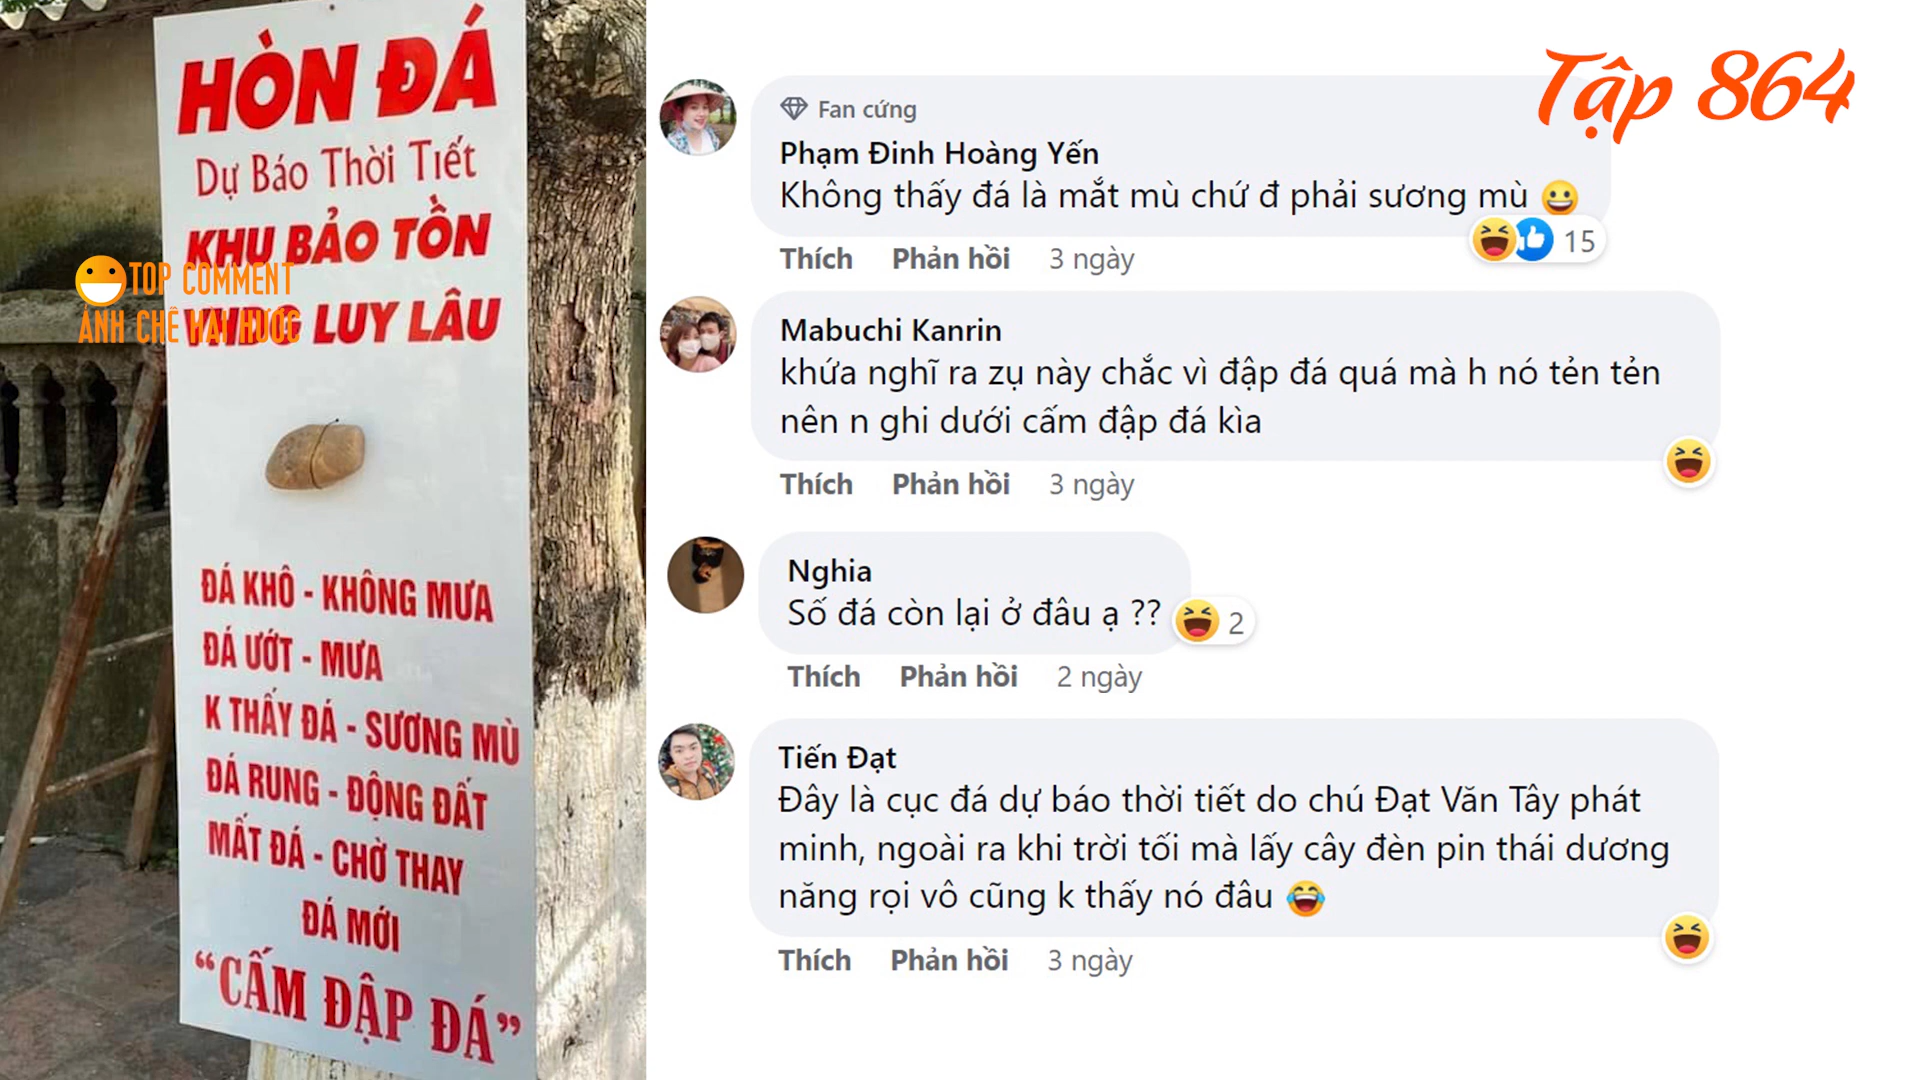 HÒN ĐÁ
Dự Báo Thời Tiết
KHU BẢO TỒN
LUY LÂU
TOP COMMENT
ẢNH CHẾ HÀI HƯỚC
ĐÁ KHÔ - KHÔNG MƯA
ĐÁ ƯỚT - MƯA
K THẤY ĐÁ - SƯƠNG MÙ
ĐÁ RUNG - ĐỘNG ĐẤT
MẤT ĐÁ - CHỜ THAY
ĐÁ MỚI
“CẤM ĐẬP ĐÁ”
Tập 864
Fan cứng
Phạm Đinh Hoàng Yến
Không thấy đá là mắt mù chứ đ phải sương mù 😀
15
Thích Phản hồi 3 ngày
Mabuchi Kanrin
khứa nghĩ ra zụ này chắc vì đập đá quá mà h nó tẻn tẻn
nên n ghi dưới cấm đập đá kìa
Thích Phản hồi 3 ngày
Nghia
Số đá còn lại ở đâu ạ ??
2
Thích Phản hồi 2 ngày
Tiến Đạt
Đây là cục đá dự báo thời tiết do chú Đạt Văn Tây phát
minh, ngoài ra khi trời tối mà lấy cây đèn pin thái dương
năng rọi vô cũng k thấy nó đâu 😂
Thích Phản hồi 3 ngày